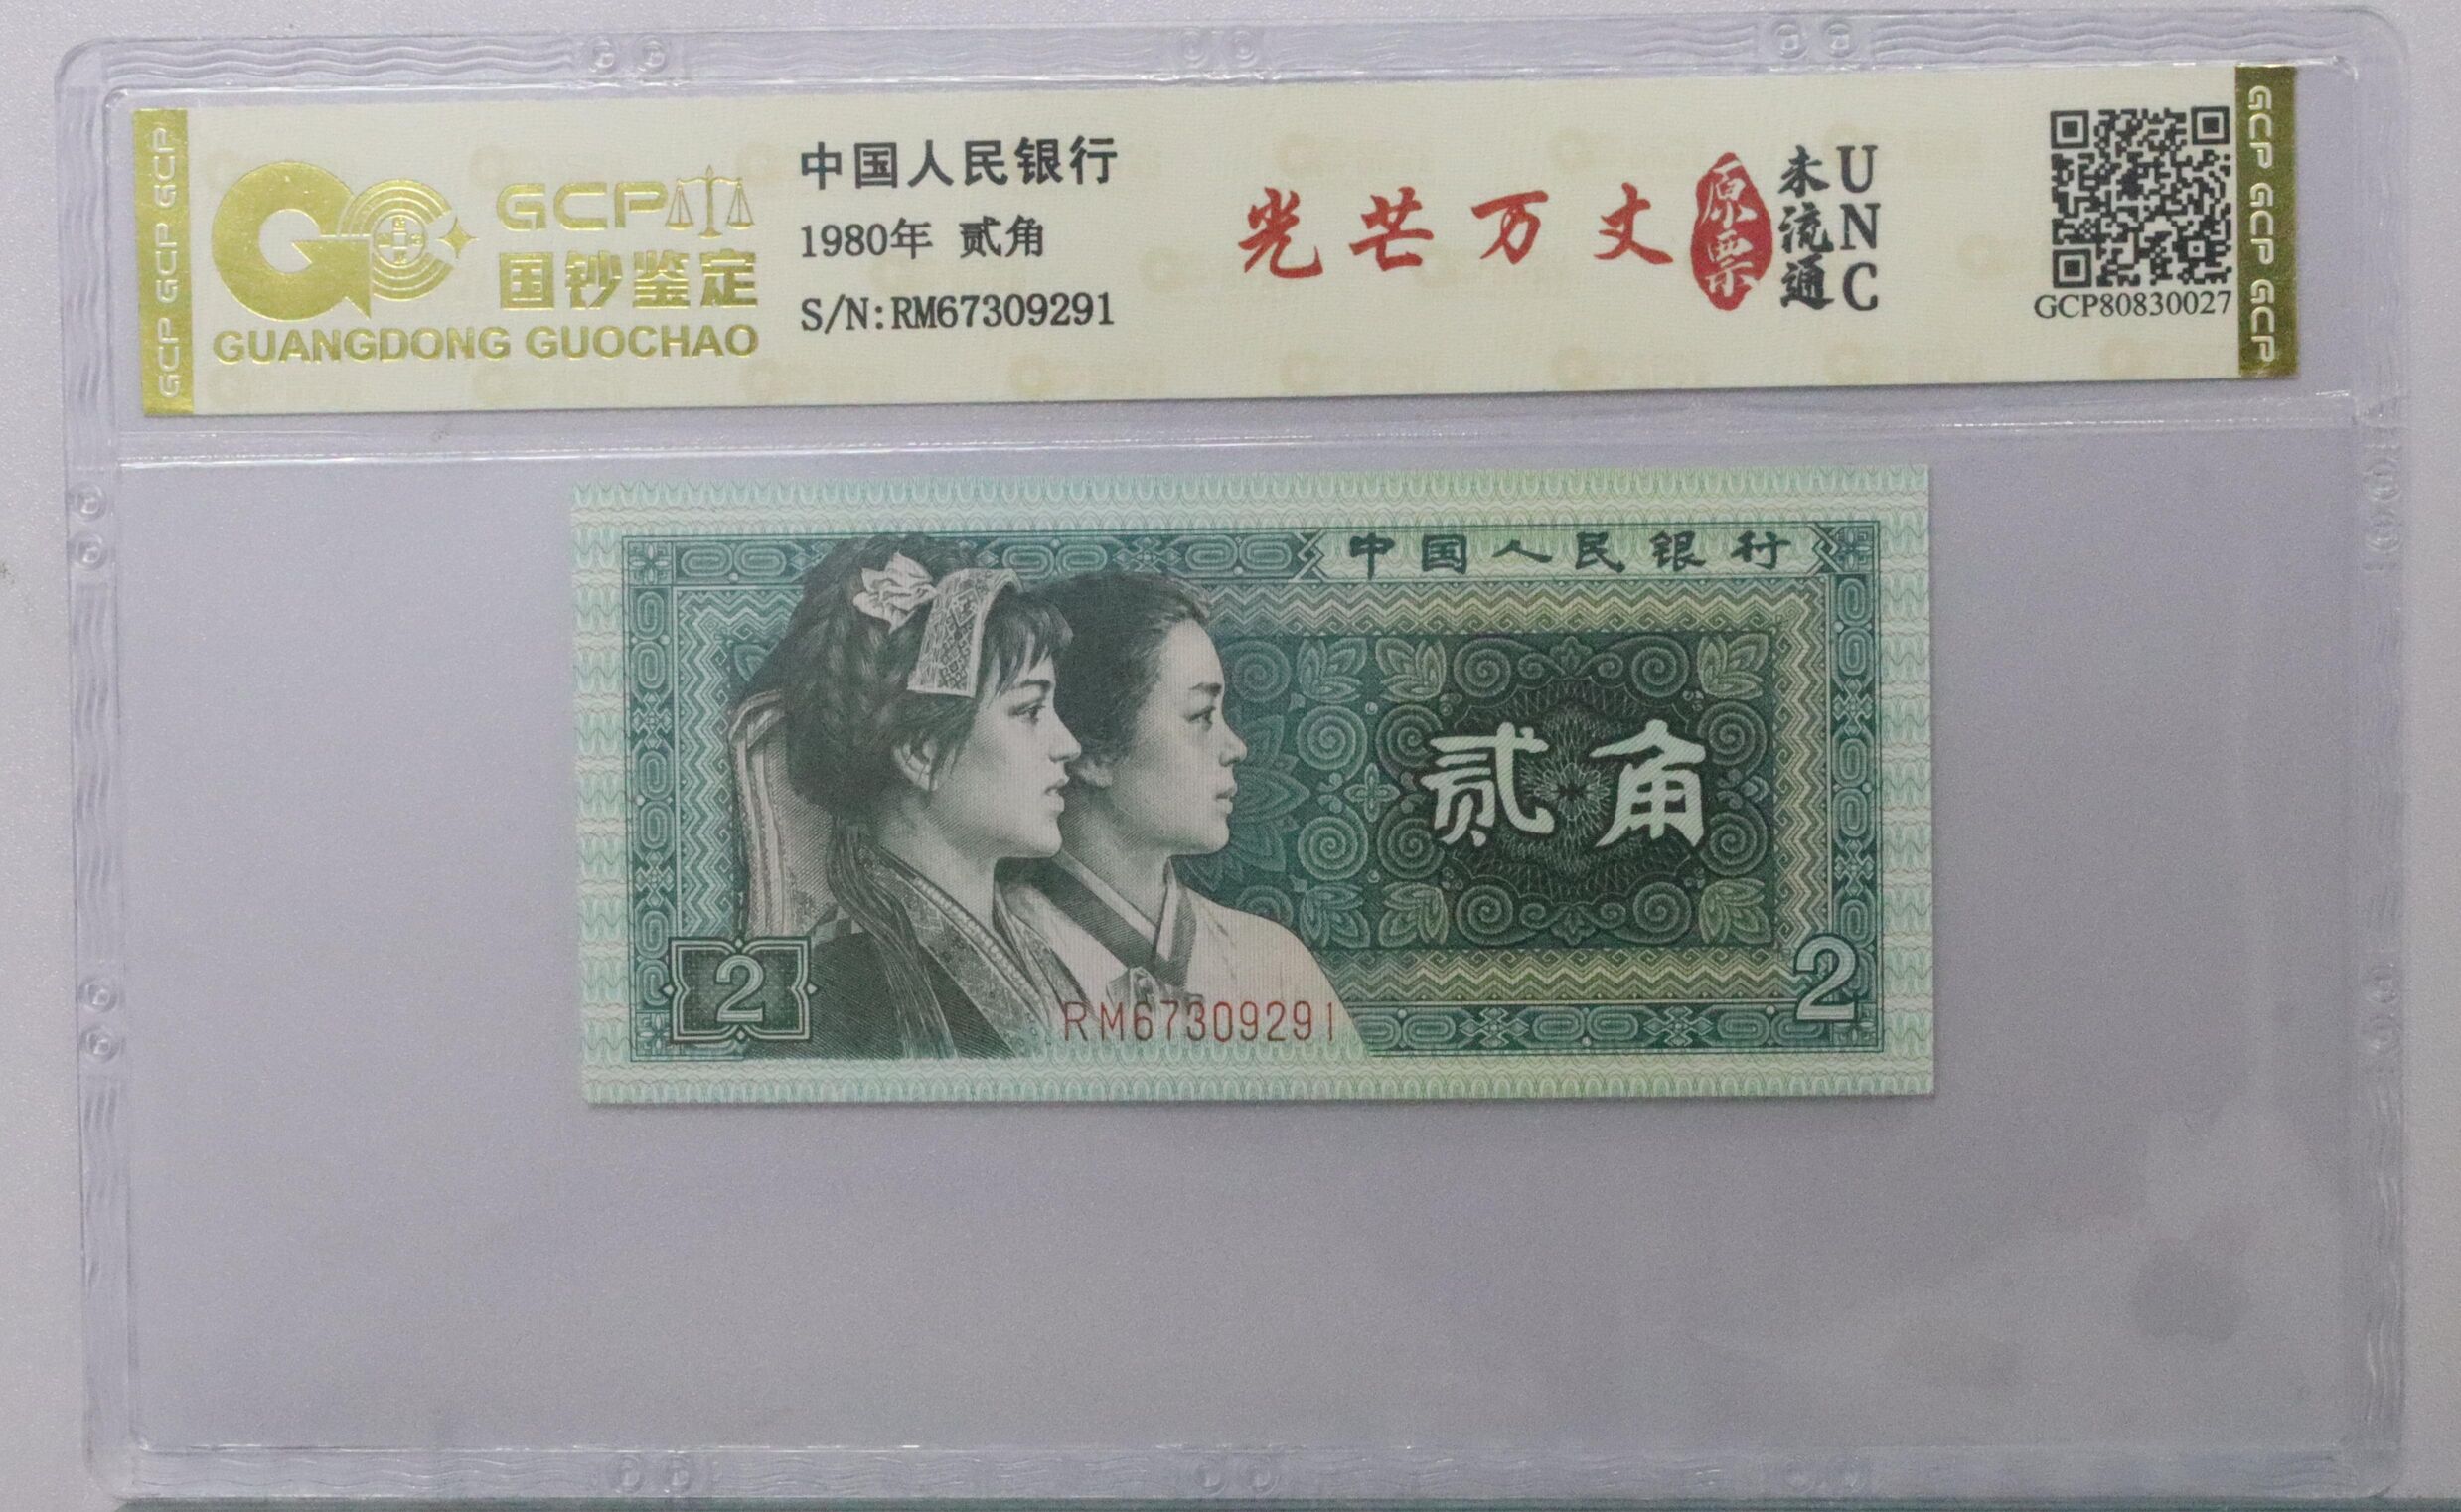 GCP GCP GCP
GCP
国钞鉴定
GUANGDONG GUOCHAO
中国人民银行
1980年 贰角
S/N:RM67309291
光芒万丈
原票
未流通
UNC
GCP80830027
GCP GCP GCP
中国人民银行
贰角
2
2
RM67309291